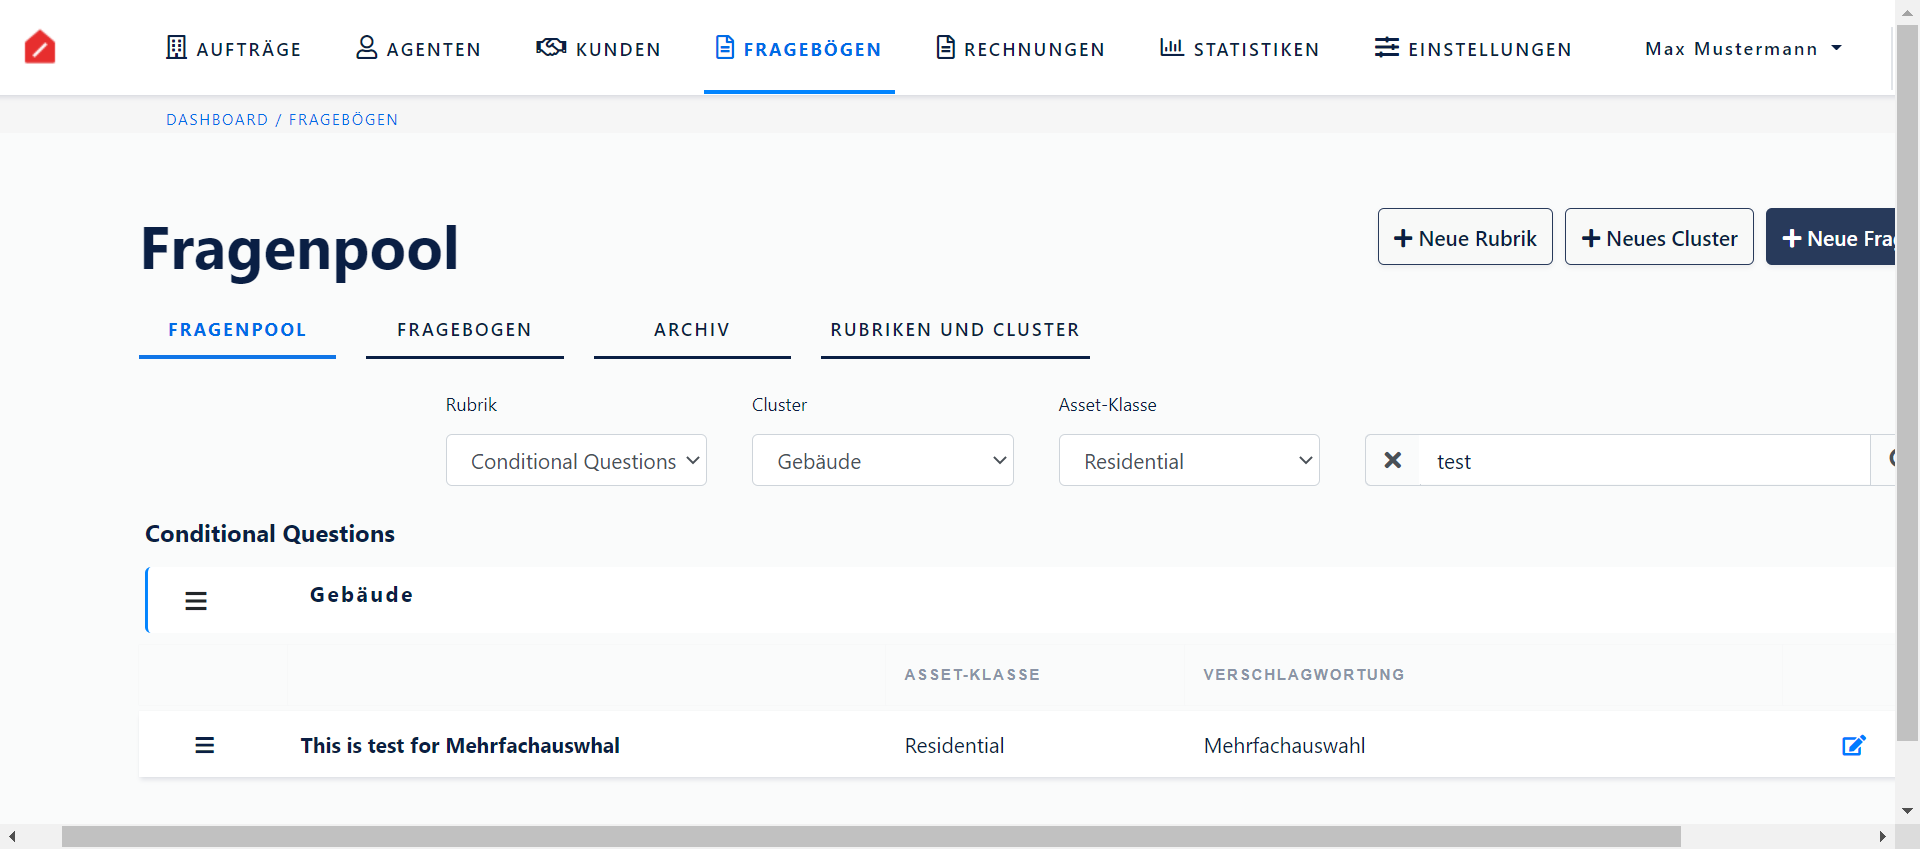 AUFTRÄGE AGENTEN KUNDEN FRAGEBÖGEN RECHNUNGEN STATISTIKEN EINSTELLUNGEN Max Mustermann
DASHBOARD / FRAGEBÖGEN
Fragenpool
Neue Rubrik Neues Cluster Neue
FRAGENPOOL FRAGEBOGEN ARCHIV RUBRIKEN UND CLUSTER
Rubrik Cluster Asset-Klasse
Conditional Questions Gebäude Residential test
Conditional Questions
Gebäude
ASSET-KLASSE VERSCHLAGWORTUNG
This is test for Mehrfachauswhal Residential Mehrfachauswahl